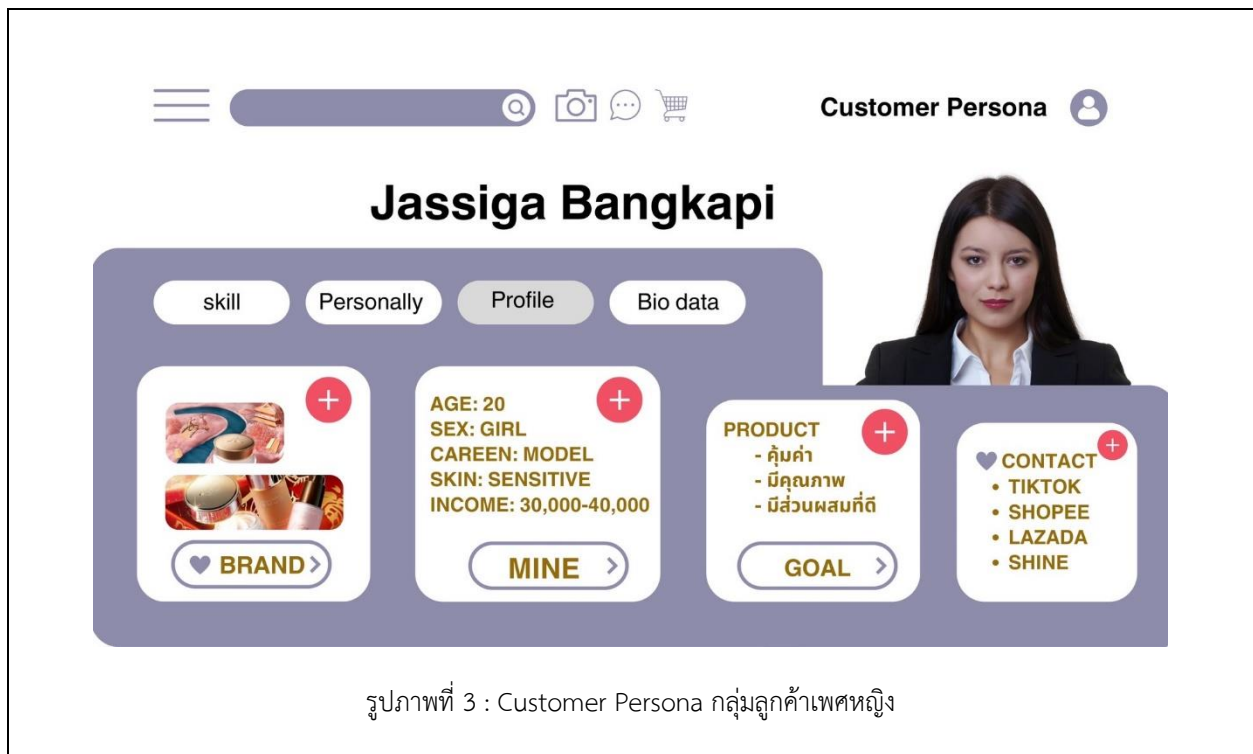 Customer Persona
Jassiga Bangkapi
skill
Personally
Profile
Bio data
BRAND
AGE: 20
SEX: GIRL
CAREEN: MODEL
SKIN: SENSITIVE
INCOME: 30,000-40,000
MINE
PRODUCT
- คุ้มค่า
- มีคุณภาพ
- มีส่วนผสมที่ดี
GOAL
CONTACT
• TIKTOK
• SHOPEE
• LAZADA
• SHINE
รูปภาพที่ 3 : Customer Persona กลุ่มลูกค้าเพศหญิง